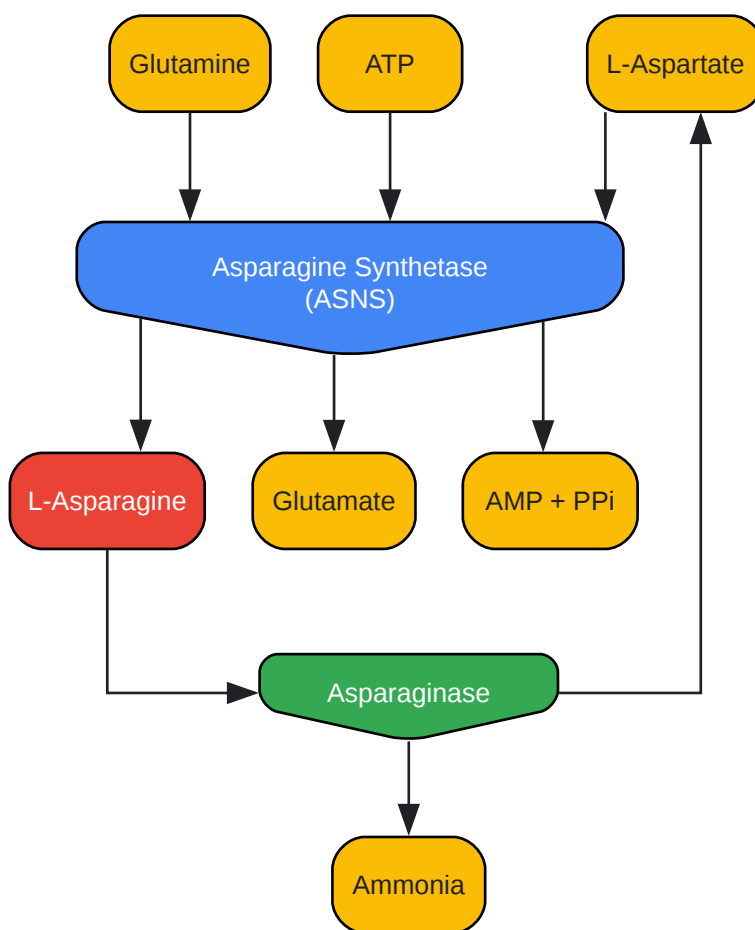 Glutamine
ATP
L-Aspartate
Asparagine Synthetase
(ASNS)
L-Asparagine
Glutamate
AMP + PPi
Asparaginase
Ammonia